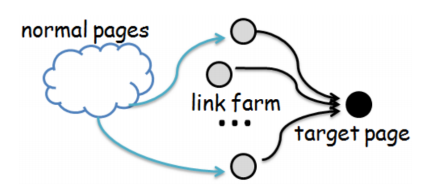 normal pages
link farm
...
target page